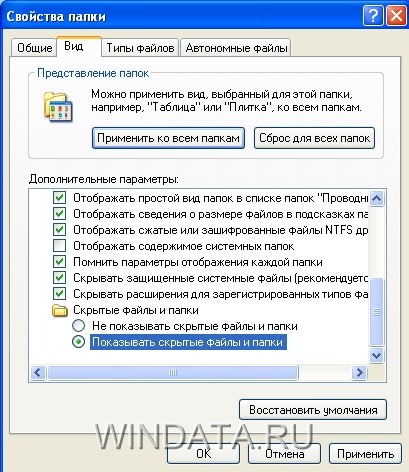 Свойства папки
Общие
Вид
Типы файлов
Автономные файлы
Представление папок
Можно применить вид, выбранный для этой папки,
например, "Таблица" или "Плитка", ко всем папкам.
Применить ко всем папкам
Сброс для всех папок
Дополнительные параметры:
Отображать простой вид папок в списке папок "Проводни
Отображать сведения о размере файлов в подсказках па
Отображать сжатые или зашифрованные файлы NTFS др
Отображать содержимое системных папок
Помнить параметры отображения каждой папки
Скрывать защищенные системные файлы (рекомендуетс
Скрывать расширения для зарегистрированных типов фа
Скрытые файлы и папки
Не показывать скрытые файлы и папки
Показывать скрытые файлы и папки
Восстановить умолчания
WINDATA.RU
OK
Отмена
Применить